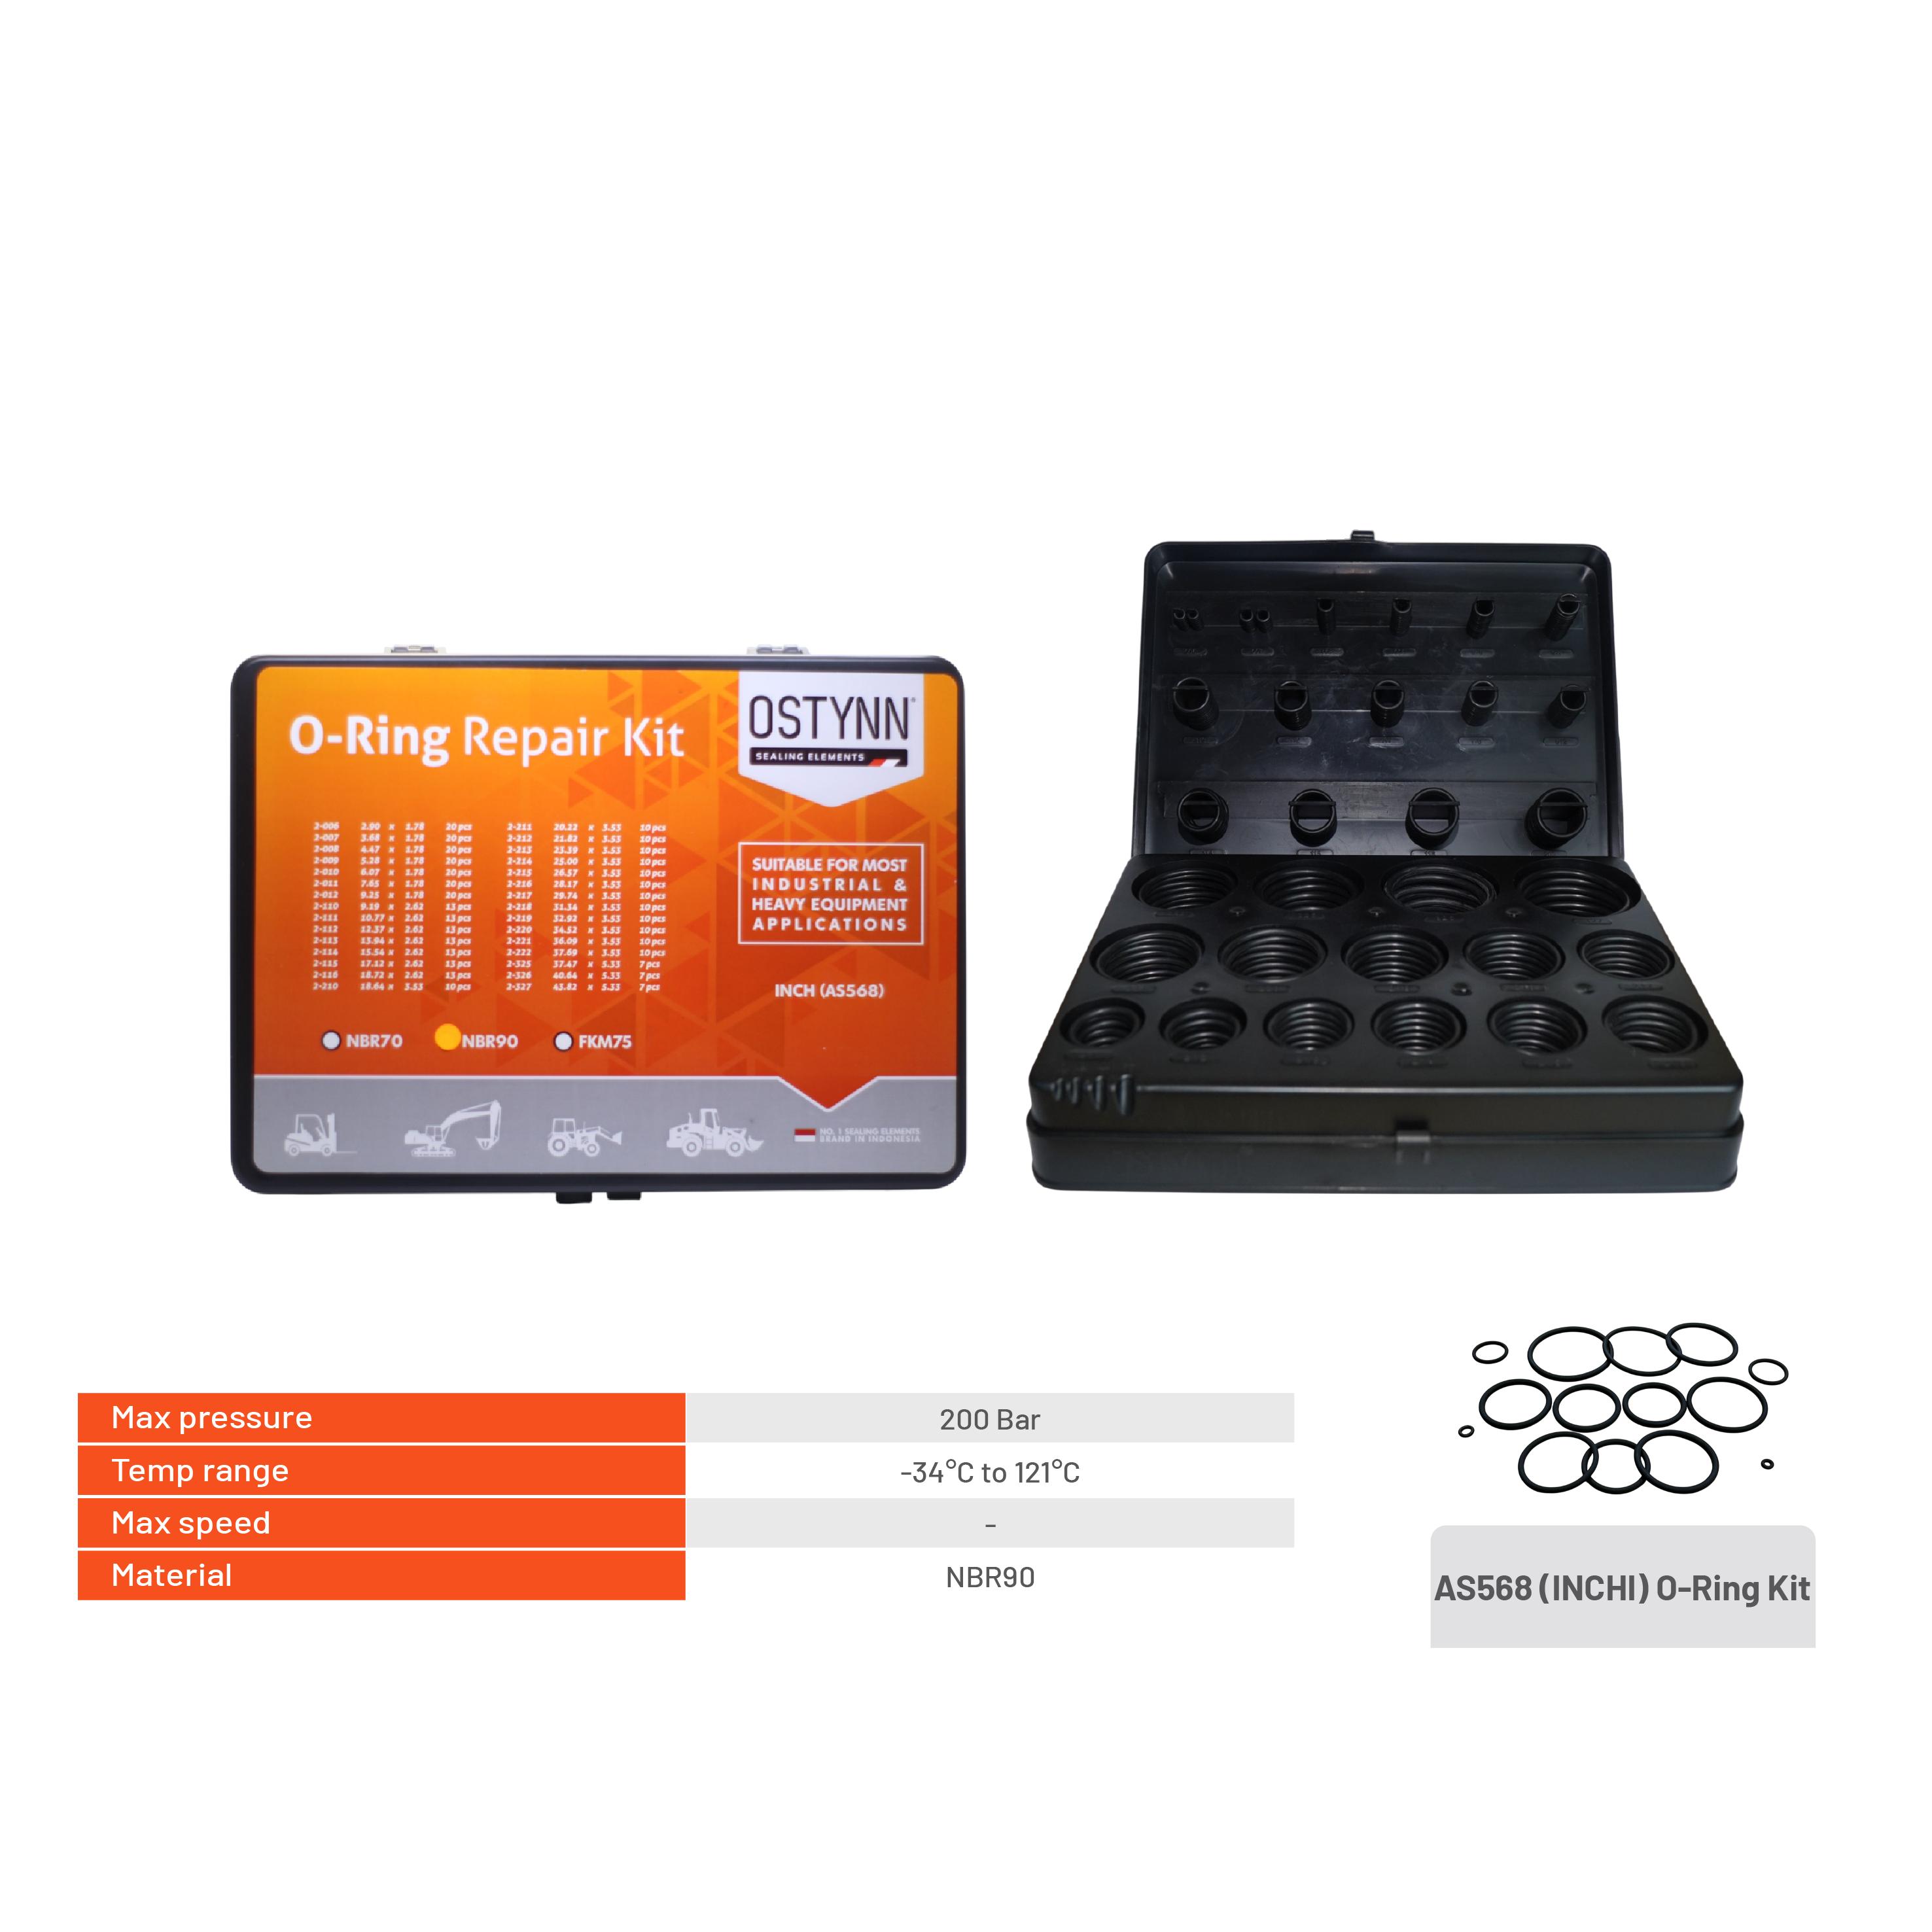 O-Ring Repair Kit
OSTYNN®
SEALING ELEMENTS
2-006 2.90 x 1.78 20 pcs 2-211 20.22 x 3.53 10 pcs
2-007 3.68 x 1.78 20 pcs 2-212 21.82 x 3.53 10 pcs
2-008 4.47 x 1.78 20 pcs 2-213 23.39 x 3.53 10 pcs
2-009 5.28 x 1.78 20 pcs 2-214 25.00 x 3.53 10 pcs
2-010 6.07 x 1.78 20 pcs 2-215 26.57 x 3.53 10 pcs
2-011 7.65 x 1.78 20 pcs 2-216 28.17 x 3.53 10 pcs
2-012 9.25 x 1.78 20 pcs 2-217 29.74 x 3.53 10 pcs
2-110 9.19 x 2.62 13 pcs 2-218 31.34 x 3.53 10 pcs
2-111 10.77 x 2.62 13 pcs 2-219 32.92 x 3.53 10 pcs
2-112 12.37 x 2.62 13 pcs 2-220 34.52 x 3.53 10 pcs
2-113 13.94 x 2.62 13 pcs 2-221 36.09 x 3.53 10 pcs
2-114 15.54 x 2.62 13 pcs 2-222 37.69 x 3.53 10 pcs
2-115 17.12 x 2.62 13 pcs 2-325 37.47 x 5.33 7 pcs
2-116 18.72 x 2.62 13 pcs 2-326 40.64 x 5.33 7 pcs
2-210 18.64 x 3.53 10 pcs 2-327 43.82 x 5.33 7 pcs
SUITABLE FOR MOST
INDUSTRIAL &
HEAVY EQUIPMENT
APPLICATIONS
INCH (AS568)
NBR70 NBR90 FKM75
NO. 1 SEALING ELEMENTS
BRAND IN INDONESIA
Max pressure 200 Bar
Temp range -34°C to 121°C
Max speed -
Material NBR90
AS568 (INCHI) O-Ring Kit